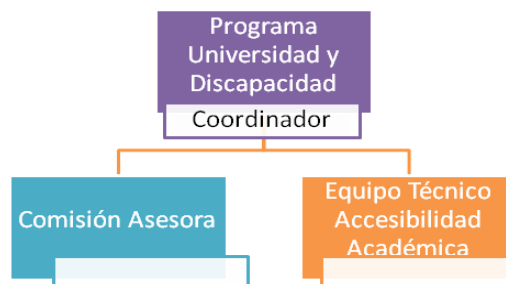 Programa
Universidad y
Discapacidad
Coordinador
Comisión Asesora
Equipo Técnico
Accesibilidad
Académica